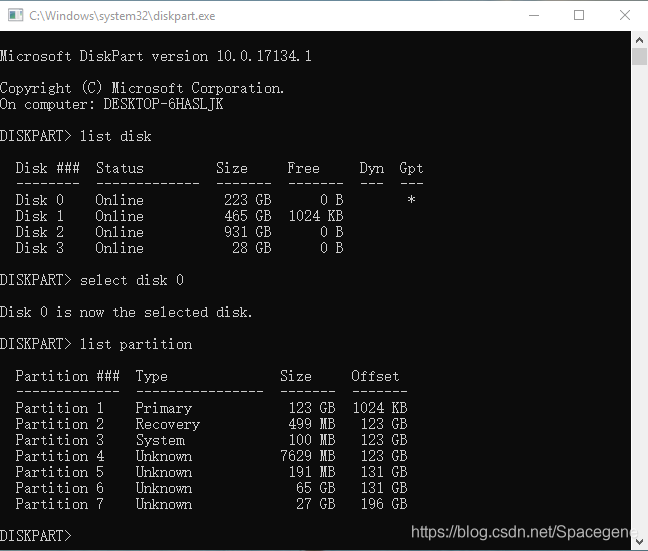 C:\Windows\system32\diskpart.exe
Microsoft DiskPart version 10.0.17134.1
Copyright (C) Microsoft Corporation.
On computer: DESKTOP-6HASLJK
DISKPART> list disk
Disk ###  Status         Size     Free     Dyn  Gpt
--------  -------------  -------  -------  ---  ---
Disk 0    Online          223 GB      0 B        *
Disk 1    Online          465 GB  1024 KB
Disk 2    Online          931 GB      0 B
Disk 3    Online           28 GB      0 B
DISKPART> select disk 0
Disk 0 is now the selected disk.
DISKPART> list partition
Partition ###  Type              Size     Offset
-------------  ----------------  -------  -------
Partition 1    Primary            123 GB  1024 KB
Partition 2    Recovery           499 MB   123 GB
Partition 3    System             100 MB   123 GB
Partition 4    Unknown           7629 MB   123 GB
Partition 5    Unknown            191 MB   131 GB
Partition 6    Unknown             65 GB   131 GB
Partition 7    Unknown             27 GB   196 GB
DISKPART>
https://blog.csdn.net/Spacegene